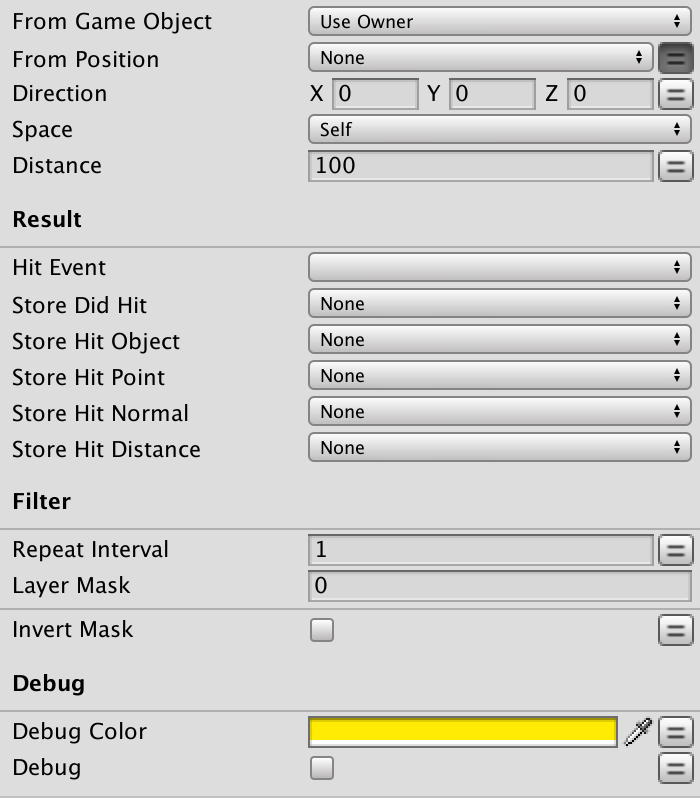 From Game Object Use Owner
From Position None
Direction X 0 Y 0 Z 0
Space Self
Distance 100
Result
Hit Event
Store Did Hit None
Store Hit Object None
Store Hit Point None
Store Hit Normal None
Store Hit Distance None
Filter
Repeat Interval 1
Layer Mask 0
Invert Mask
Debug
Debug Color
Debug